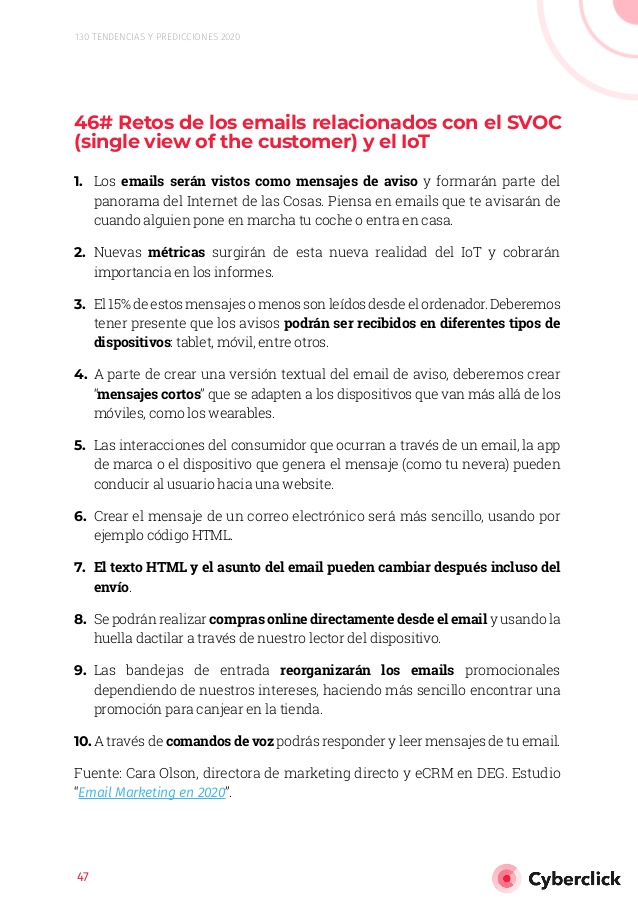 130 TENDENCIAS Y PREDICCIONES 2020
46# Retos de los emails relacionados con el SVOC
(single view of the customer) y el IoT
1. Los emails serán vistos como mensajes de aviso y formarán parte del
panorama del Internet de las Cosas. Piensa en emails que te avisarán de
cuando alguien pone en marcha tu coche o entra en casa.
2. Nuevas métricas surgirán de esta nueva realidad del IoT y cobrarán
importancia en los informes.
3. El 15% de estos mensajes o menos son leídos desde el ordenador. Deberemos
tener presente que los avisos podrán ser recibidos en diferentes tipos de
dispositivos: tablet, móvil, entre otros.
4. A parte de crear una versión textual del email de aviso, deberemos crear
“mensajes cortos” que se adapten a los dispositivos que van más allá de los
móviles, como los wearables.
5. Las interacciones del consumidor que ocurran a través de un email, la app
de marca o el dispositivo que genera el mensaje (como tu nevera) pueden
conducir al usuario hacia una website.
6. Crear el mensaje de un correo electrónico será más sencillo, usando por
ejemplo código HTML.
7. El texto HTML y el asunto del email pueden cambiar después incluso del
envío.
8. Se podrán realizar compras online directamente desde el email y usando la
huella dactilar a través de nuestro lector del dispositivo.
9. Las bandejas de entrada reorganizarán los emails promocionales
dependiendo de nuestros intereses, haciendo más sencillo encontrar una
promoción para canjear en la tienda.
10. A través de comandos de voz podrás responder y leer mensajes de tu email.
Fuente: Cara Olson, directora de marketing directo y eCRM en DEG. Estudio
“Email Marketing en 2020”.
47
Cyberclick